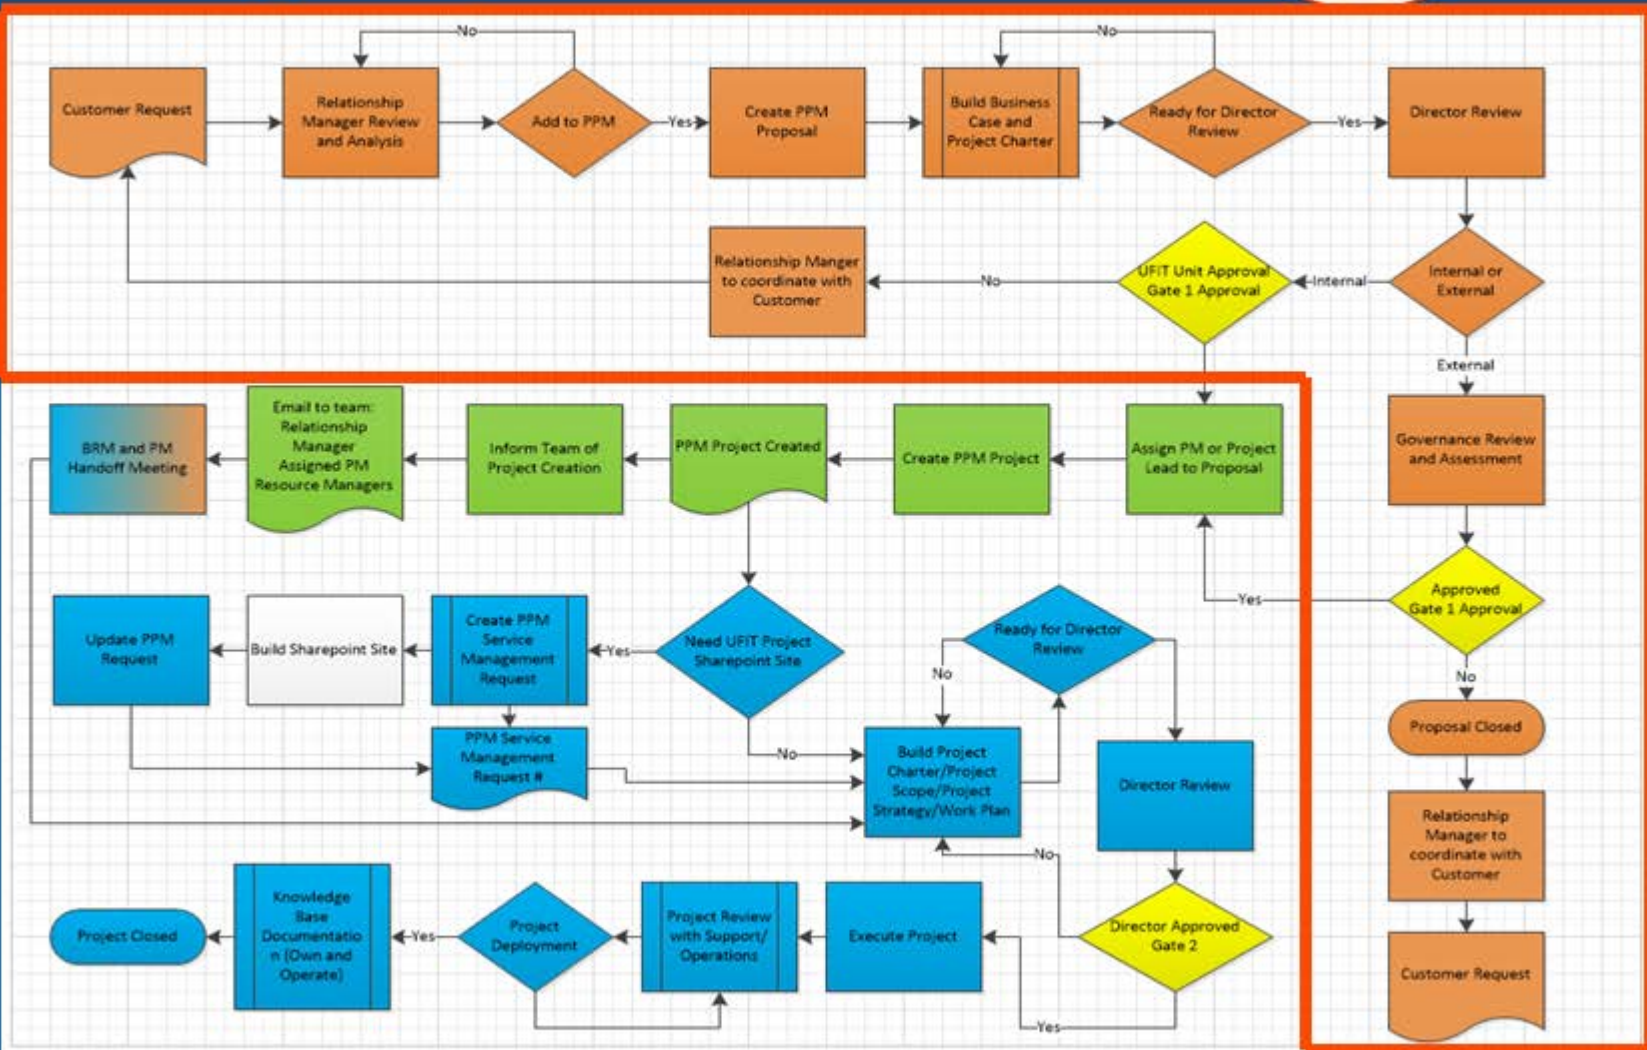 No
No
Customer Request
Relationship
Manager Review
and Analysis
Add to PPM
Yes
Create PPM
Proposal
Build Business
Case and
Project Charter
Ready for Director
Review
Yes
Director Review
Relationship Manger
to coordinate with
Customer
No
UFIT Unit Approval
Gate 1 Approval
Internal
Internal or
External
External
BRM and PM
Handoff Meeting
Email to team:
Relationship
Manager
Assigned PM
Resource Managers
Inform Team of
Project Creation
PPM Project Created
Create PPM Project
Assign PM or Project
Lead to Proposal
Governance Review
and Assessment
Update PPM
Request
Build Sharepoint Site
Create PPM
Service
Management
Request
Yes
Need UFIT Project
Sharepoint Site
Ready for Director
Review
No
Yes
Approved
Gate 1 Approval
No
PPM Service
Management
Request #
No
Build Project
Charter/Project
Scope/Project
Strategy/Work Plan
Director Review
Proposal Closed
Relationship
Manager to
coordinate with
Customer
No
Project Closed
Knowledge
Base
Documentatio
n (Own and
Operate)
Yes
Project
Deployment
Project Review
with Support/
Operations
Execute Project
Director Approved
Gate 2
Yes
Customer Request